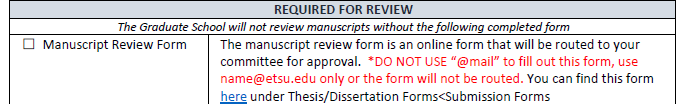 REQUIRED FOR REVIEW
The Graduate School will not review manuscripts without the following completed form
☐ Manuscript Review Form
The manuscript review form is an online form that will be routed to your
committee for approval. *DO NOT USE “@mail” to fill out this form, use
name@etsu.edu only or the form will not be routed. You can find this form
here under Thesis/Dissertation Forms<Submission Forms